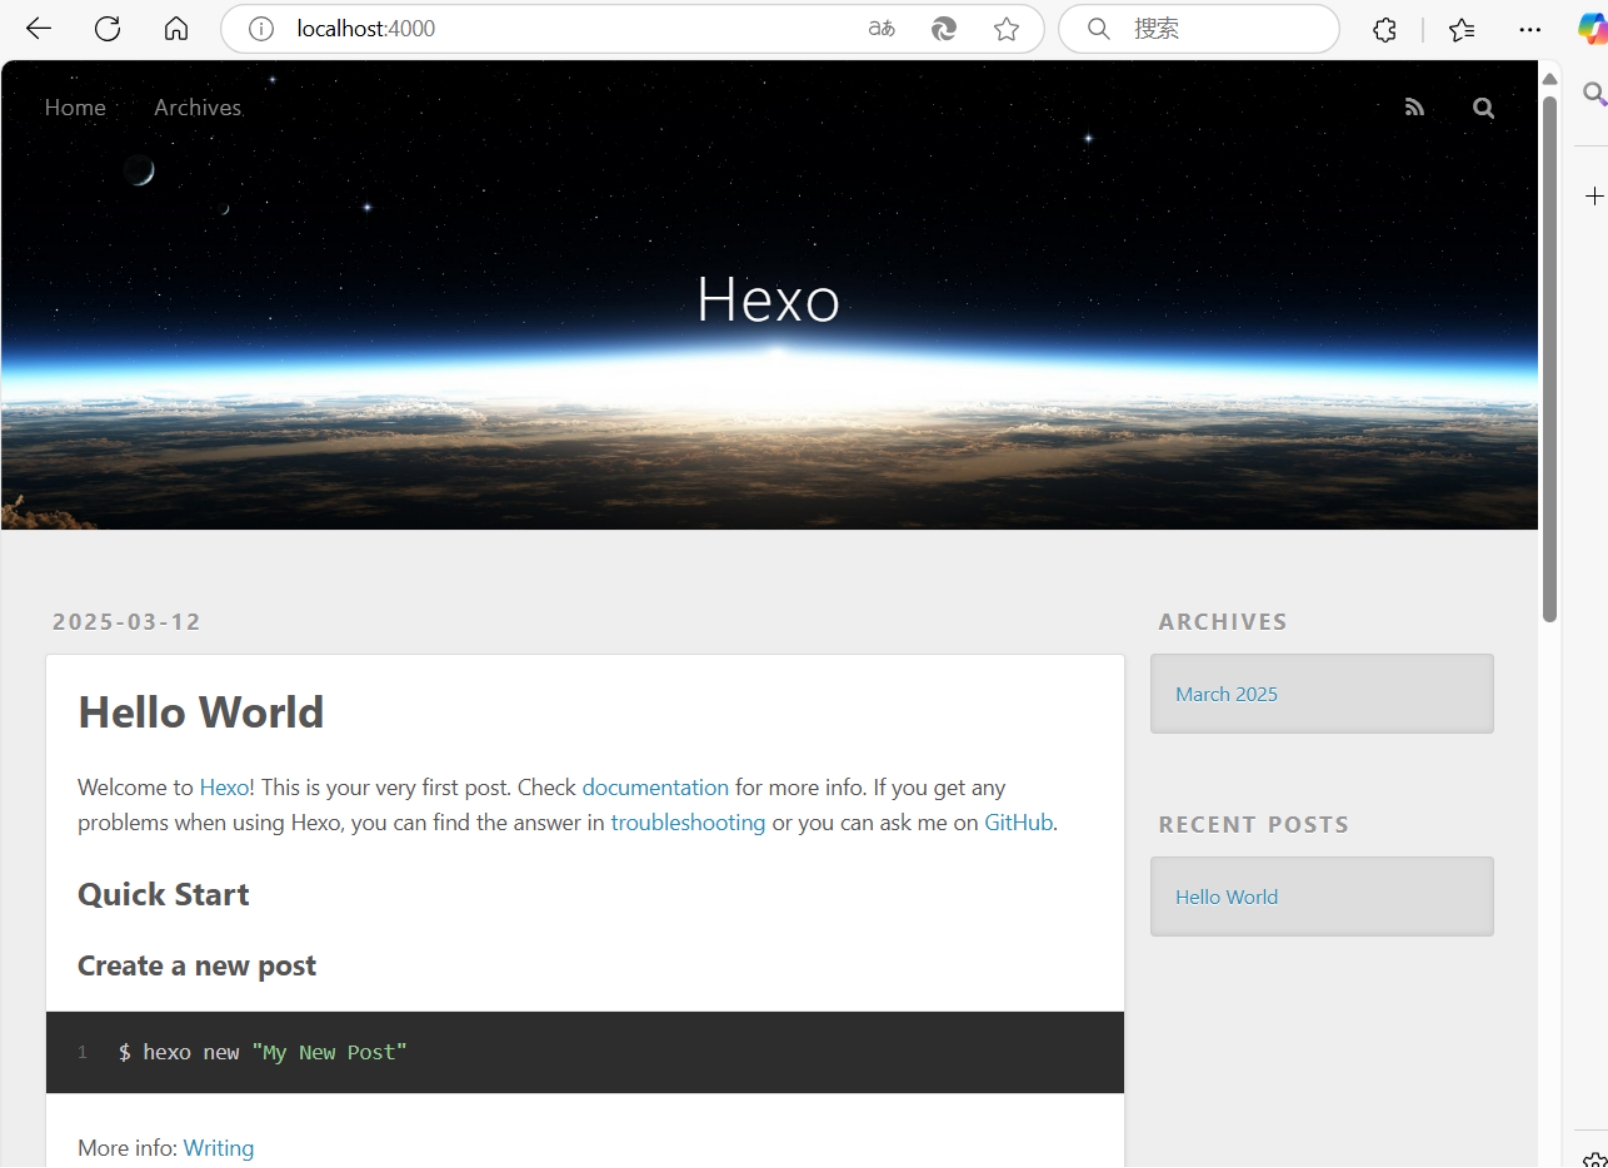 localhost:4000
aあ
搜索
Home
Archives
Hexo
2025-03-12
Hello World
Welcome to Hexo! This is your very first post. Check documentation for more info. If you get any
problems when using Hexo, you can find the answer in troubleshooting or you can ask me on GitHub.
Quick Start
Create a new post
1 $ hexo new "My New Post"
More info: Writing
ARCHIVES
March 2025
RECENT POSTS
Hello World